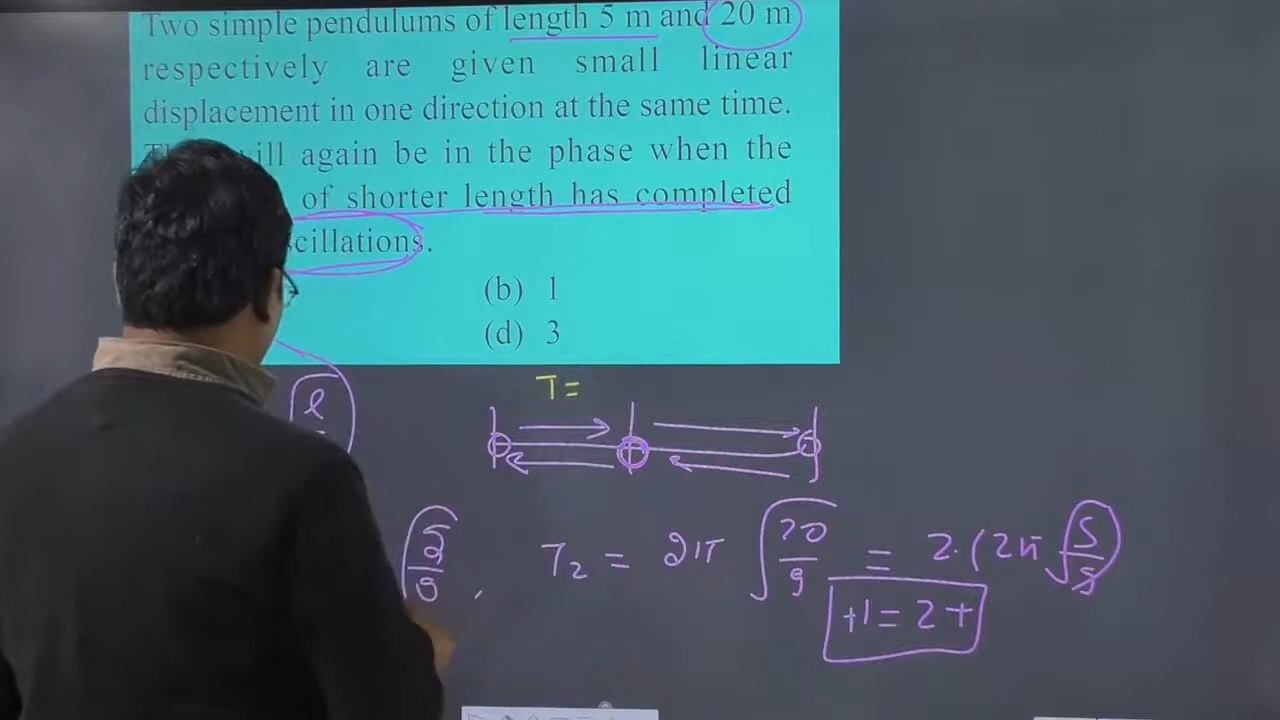 Two simple pendulums of length 5 m and 20 m
respectively are given small linear
displacement in one direction at the same time.
will again be in the phase when the
of shorter length has completed
cillations.
(b) 1
(d) 3
T=
l
5/g , T2 = 2π √20/g = 2.(2π √5/g
+1 = 2T